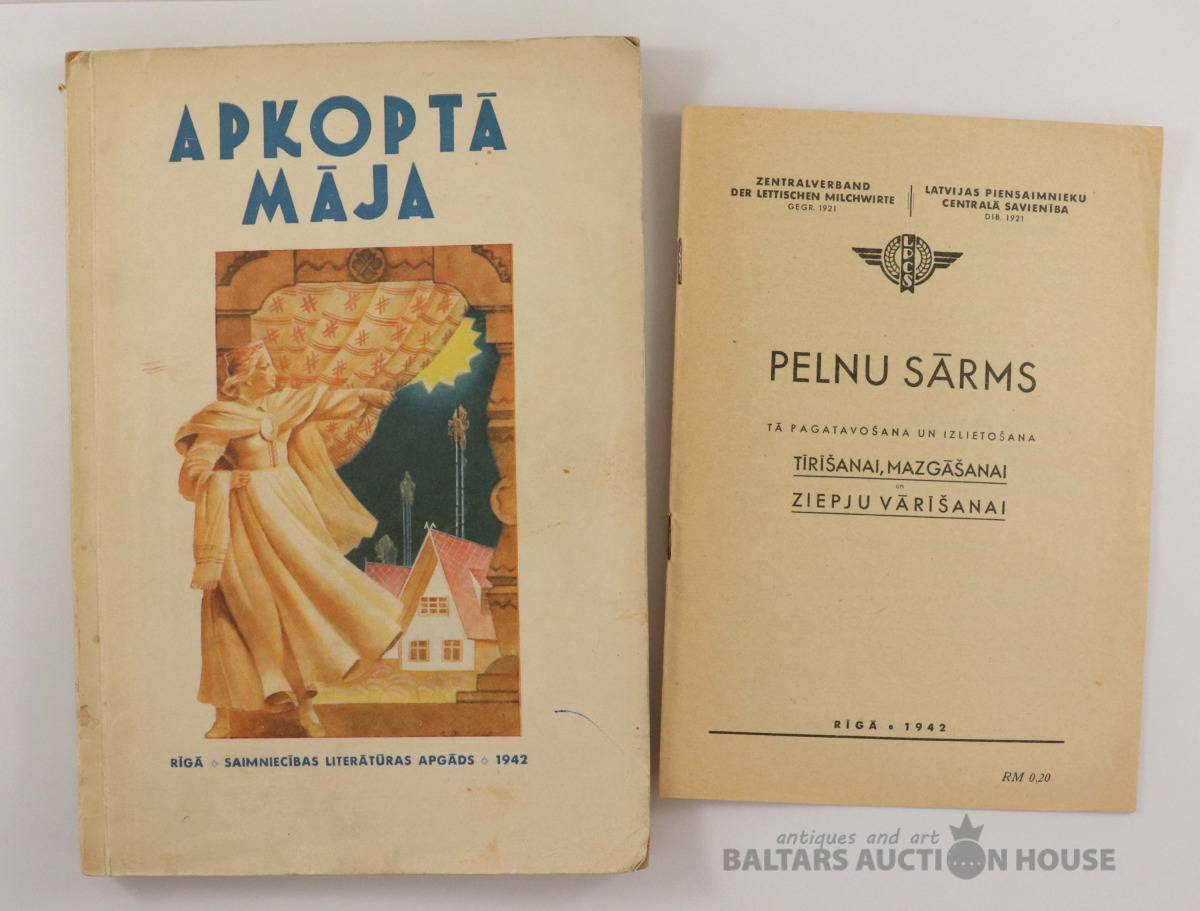 APKOPTĀ
MĀJA
RĪGĀ ◇ SAIMNIECĪBAS LITERĀTŪRAS APGĀDS ◇ 1942
ZENTRALVERBAND
DER LETTISCHEN MILCHWIRTE
GEGR. 1921
LATVIJAS PIENSAIMNIEKU
CENTRALĀ SAVIENĪBA
DIB. 1921
LPCS
PELNU SĀRMS
TĀ PAGATAVOŠANA UN IZLIETOŠANA
TĪRĪŠANAI, MAZGĀŠANAI
un
ZIEPJU VĀRĪŠANAI
RĪGĀ • 1942
RM 0,20
antiques and art
BALTARS AUCTION HOUSE